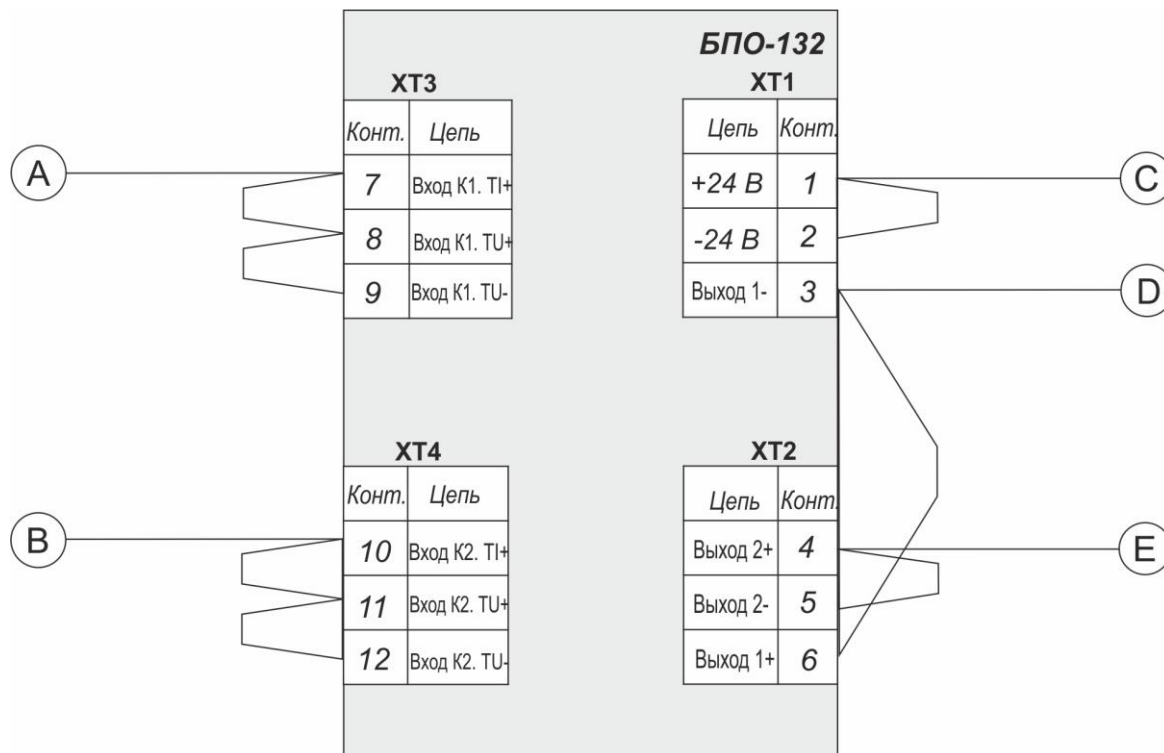 БПО-132
XT3
Конт. Цепь
7 Вход К1. TI+
8 Вход К1. TU+
9 Вход К1. TU-
XT1
Цепь Конт.
+24 В 1
-24 В 2
Выход 1- 3
A
C
D
XT4
Конт. Цепь
10 Вход К2. TI+
11 Вход К2. TU+
12 Вход К2. TU-
XT2
Цепь Конт.
Выход 2+ 4
Выход 2- 5
Выход 1+ 6
B
E